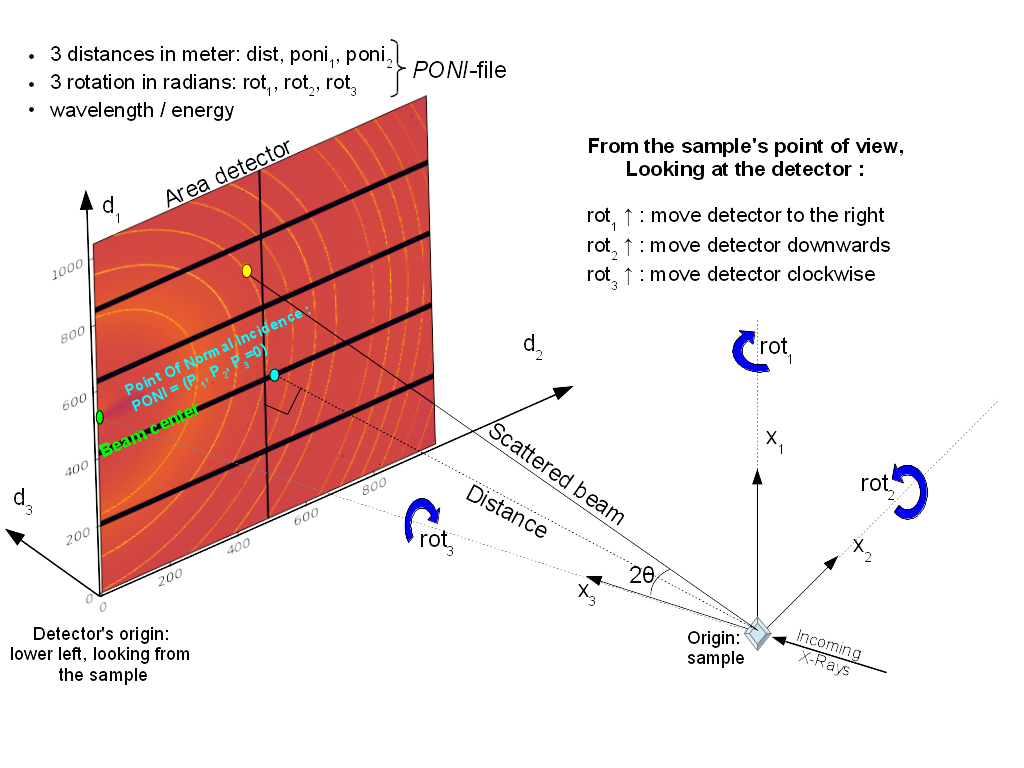 • 3 distances in meter: dist, poni₁, poni₂
• 3 rotation in radians: rot₁, rot₂, rot₃
• wavelength / energy
PONI-file
Area detector
From the sample's point of view,
Looking at the detector :
rot₁ ↑ : move detector to the right
rot₂ ↑ : move detector downwards
rot₃ ↑ : move detector clockwise
d₁
1000
800
600
400
200
0
0
200
400
600
800
Point Of Normal Incidence :
PONI = (P₁, P₂, P₃=0)
Beam center
d₂
d₃
rot₁
x₁
rot₂
x₂
Scattered beam
Distance
rot₃
2θ
x₃
Origin:
sample
Incoming
X-Rays
Detector's origin:
lower left, looking from
the sample